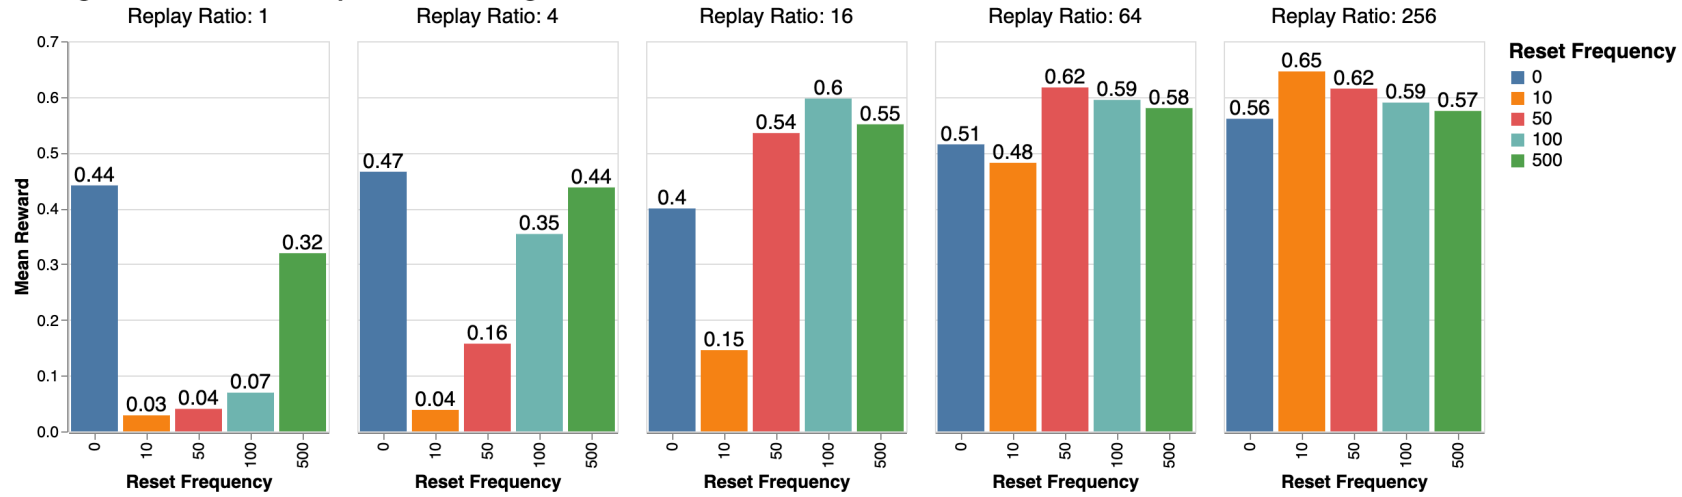 Replay Ratio: 1
Replay Ratio: 4
Replay Ratio: 16
Replay Ratio: 64
Replay Ratio: 256
Mean Reward
0.7
0.6
0.5
0.4
0.3
0.2
0.1
0.0
0.44
0.03
0.04
0.07
0.32
0 10 50 100 500
Reset Frequency
0.47
0.04
0.16
0.35
0.44
0 10 50 100 500
Reset Frequency
0.4
0.15
0.54
0.6
0.55
0 10 50 100 500
Reset Frequency
0.51
0.48
0.62
0.59
0.58
0 10 50 100 500
Reset Frequency
0.56
0.65
0.62
0.59
0.57
0 10 50 100 500
Reset Frequency
Reset Frequency
0
10
50
100
500